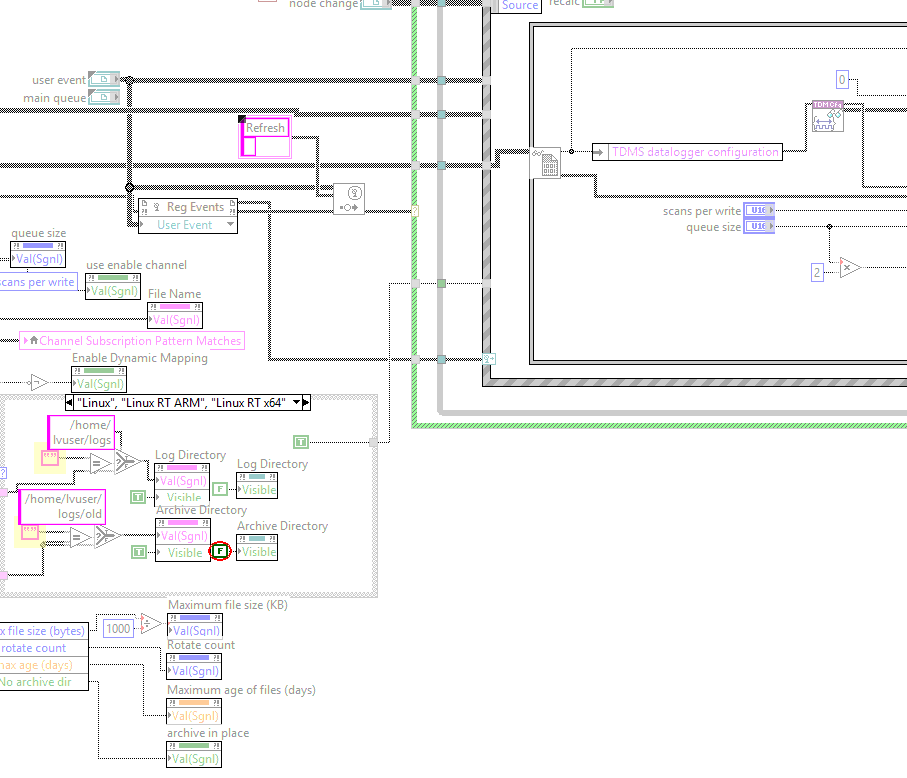 node change
Source
recalc
user event
main queue
0
Refresh
TDM Cfg
TDMS datalogger configuration
Reg Events
User Event
scans per write
U16
queue size
U16
queue size
Val(Sgnl)
use enable channel
scans per write
Val(Sgnl)
2
x
File Name
Val(Sgnl)
Channel Subscription Pattern Matches
Enable Dynamic Mapping
Val(Sgnl)
"Linux", "Linux RT ARM", "Linux RT x64"
/home/
lvuser/logs
T
Log Directory
Log Directory
Val(Sgnl)
T
Visible
F
Visible
/home/lvuser/
logs/old
Archive Directory
Archive Directory
Val(Sgnl)
T
Visible
F
Visible
Maximum file size (KB)
x file size (bytes)
1000
Val(Sgnl)
rotate count
Rotate count
Val(Sgnl)
max age (days)
No archive dir
Maximum age of files (days)
Val(Sgnl)
archive in place
Val(Sgnl)